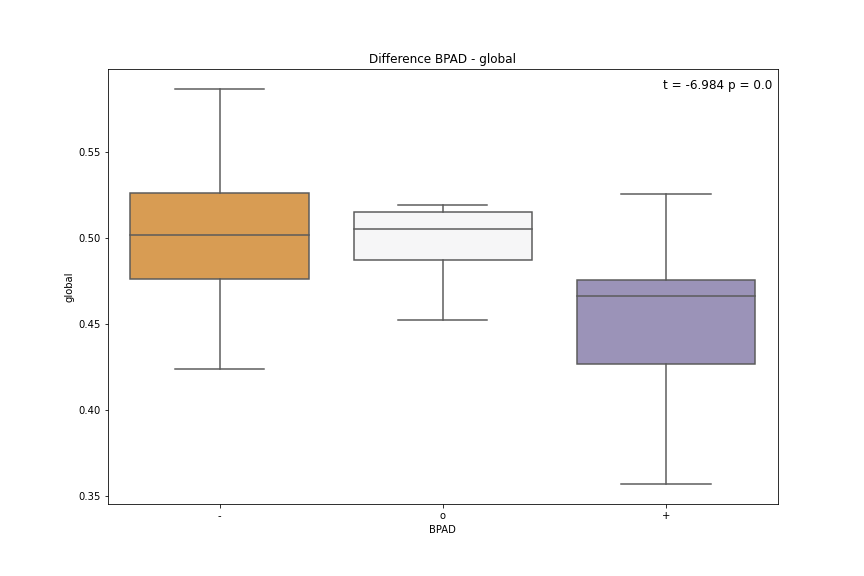 Difference BPAD - global
t = -6.984 p = 0.0
0.55
0.50
0.45
0.40
0.35
global
-
o
+
BPAD